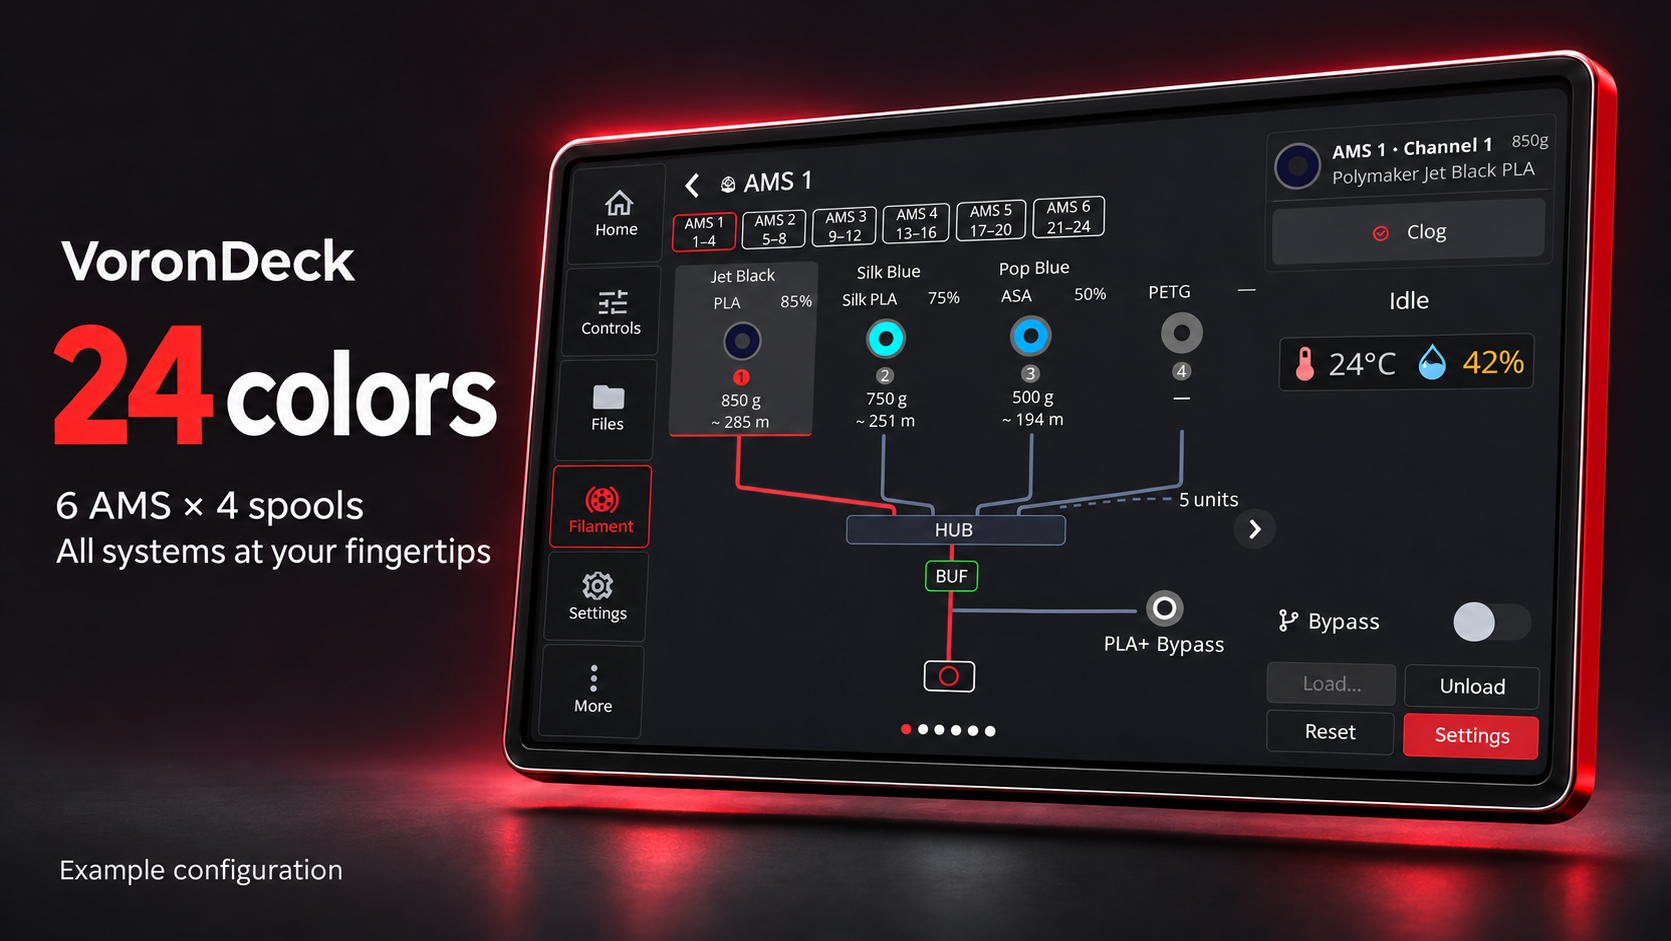 VoronDeck
24 colors
6 AMS × 4 spools
All systems at your fingertips
Example configuration
Home
Controls
Files
Filament
Settings
More
AMS 1
AMS 1
1–4
AMS 2
5–8
AMS 3
9–12
AMS 4
13–16
AMS 5
17–20
AMS 6
21–24
Jet Black
PLA 85%
1
850 g
~ 285 m
Silk Blue
Silk PLA 75%
2
750 g
~ 251 m
Pop Blue
ASA 50%
3
500 g
~ 194 m
PETG —
4
—
5 units
HUB
BUF
PLA+ Bypass
AMS 1 • Channel 1 850g
Polymaker Jet Black PLA
Clog
Idle
24°C 42%
Bypass
Load... Unload
Reset Settings